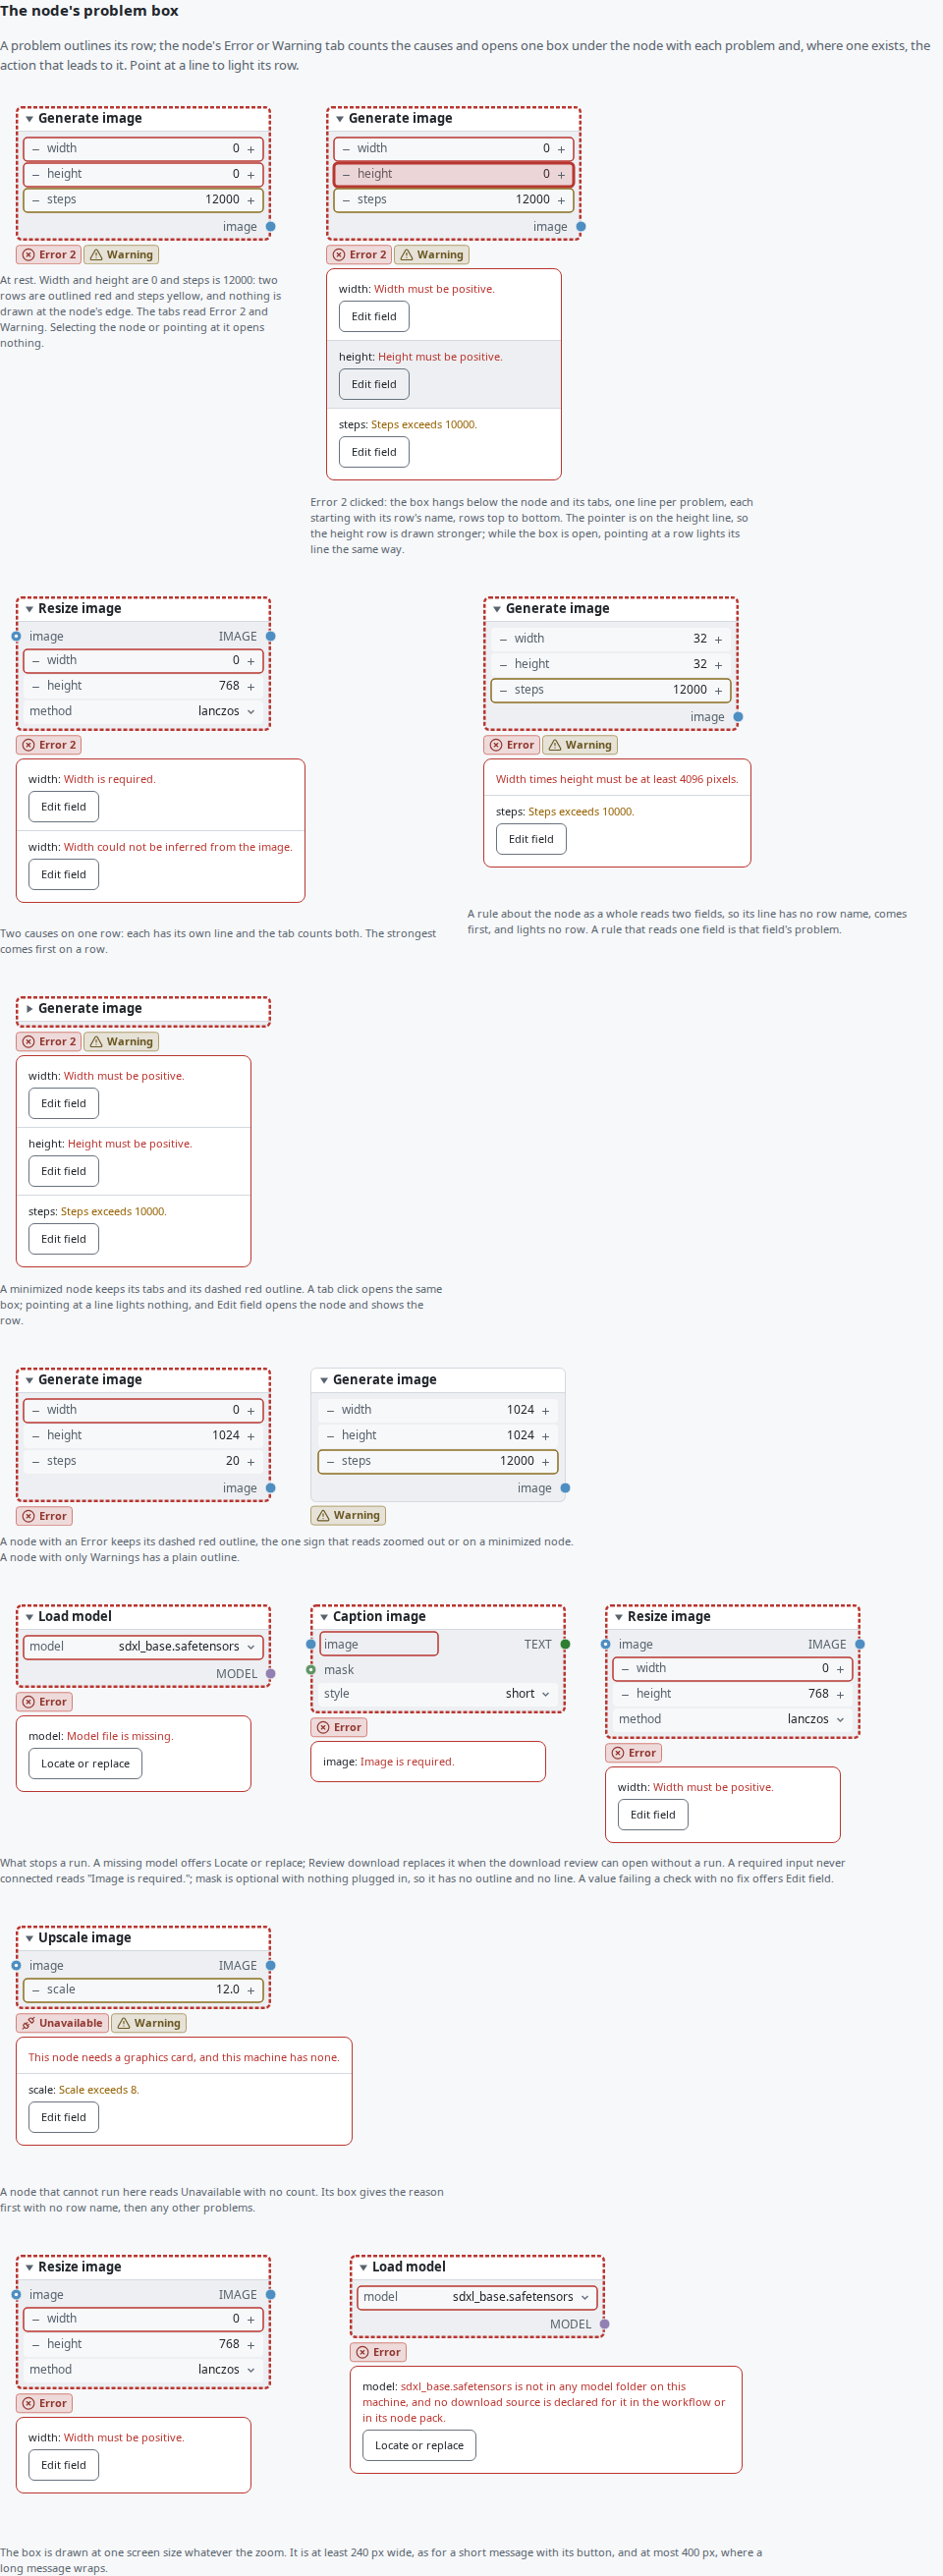 The node's problem box
A problem outlines its row; the node's Error or Warning tab counts the causes and opens one box under the node with each problem and, where one exists, the
action that leads to it. Point at a line to light its row.
Generate image
– width 0 +
– height 0 +
– steps 12000 +
image
Error 2 Warning
At rest. Width and height are 0 and steps is 12000: two
rows are outlined red and steps yellow, and nothing is
drawn at the node's edge. The tabs read Error 2 and
Warning. Selecting the node or pointing at it opens
nothing.
Generate image
– width 0 +
– height 0 +
– steps 12000 +
image
Error 2 Warning
width: Width must be positive.
Edit field
height: Height must be positive.
Edit field
steps: Steps exceeds 10000.
Edit field
Error 2 clicked: the box hangs below the node and its tabs, one line per problem, each
starting with its row's name, rows top to bottom. The pointer is on the height line, so
the height row is drawn stronger; while the box is open, pointing at a row lights its
line the same way.
Resize image
image IMAGE
– width 0 +
– height 768 +
method lanczos
Error 2
width: Width is required.
Edit field
width: Width could not be inferred from the image.
Edit field
Two causes on one row: each has its own line and the tab counts both. The strongest
comes first on a row.
Generate image
– width 32 +
– height 32 +
– steps 12000 +
image
Error Warning
Width times height must be at least 4096 pixels.
steps: Steps exceeds 10000.
Edit field
A rule about the node as a whole reads two fields, so its line has no row name, comes
first, and lights no row. A rule that reads one field is that field's problem.
Generate image
Error 2 Warning
width: Width must be positive.
Edit field
height: Height must be positive.
Edit field
steps: Steps exceeds 10000.
Edit field
A minimized node keeps its tabs and its dashed red outline. A tab click opens the same
box; pointing at a line lights nothing, and Edit field opens the node and shows the
row.
Generate image
– width 0 +
– height 1024 +
– steps 20 +
image
Error
Generate image
– width 1024 +
– height 1024 +
– steps 12000 +
image
Warning
A node with an Error keeps its dashed red outline, the one sign that reads zoomed out or on a minimized node.
A node with only Warnings has a plain outline.
Load model
model sdxl_base.safetensors
MODEL
Error
model: Model file is missing.
Locate or replace
Caption image
image TEXT
mask
style short
Error
image: Image is required.
Resize image
image IMAGE
– width 0 +
– height 768 +
method lanczos
Error
width: Width must be positive.
Edit field
What stops a run. A missing model offers Locate or replace; Review download replaces it when the download review can open without a run. A required input never
connected reads "Image is required."; mask is optional with nothing plugged in, so it has no outline and no line. A value failing a check with no fix offers Edit field.
Upscale image
image IMAGE
– scale 12.0 +
Unavailable Warning
This node needs a graphics card, and this machine has none.
scale: Scale exceeds 8.
Edit field
A node that cannot run here reads Unavailable with no count. Its box gives the reason
first with no row name, then any other problems.
Resize image
image IMAGE
– width 0 +
– height 768 +
method lanczos
Error
width: Width must be positive.
Edit field
Load model
model sdxl_base.safetensors
MODEL
Error
model: sdxl_base.safetensors is not in any model folder on this
machine, and no download source is declared for it in the workflow or
in its node pack.
Locate or replace
The box is drawn at one screen size whatever the zoom. It is at least 240 px wide, as for a short message with its button, and at most 400 px, where a
long message wraps.